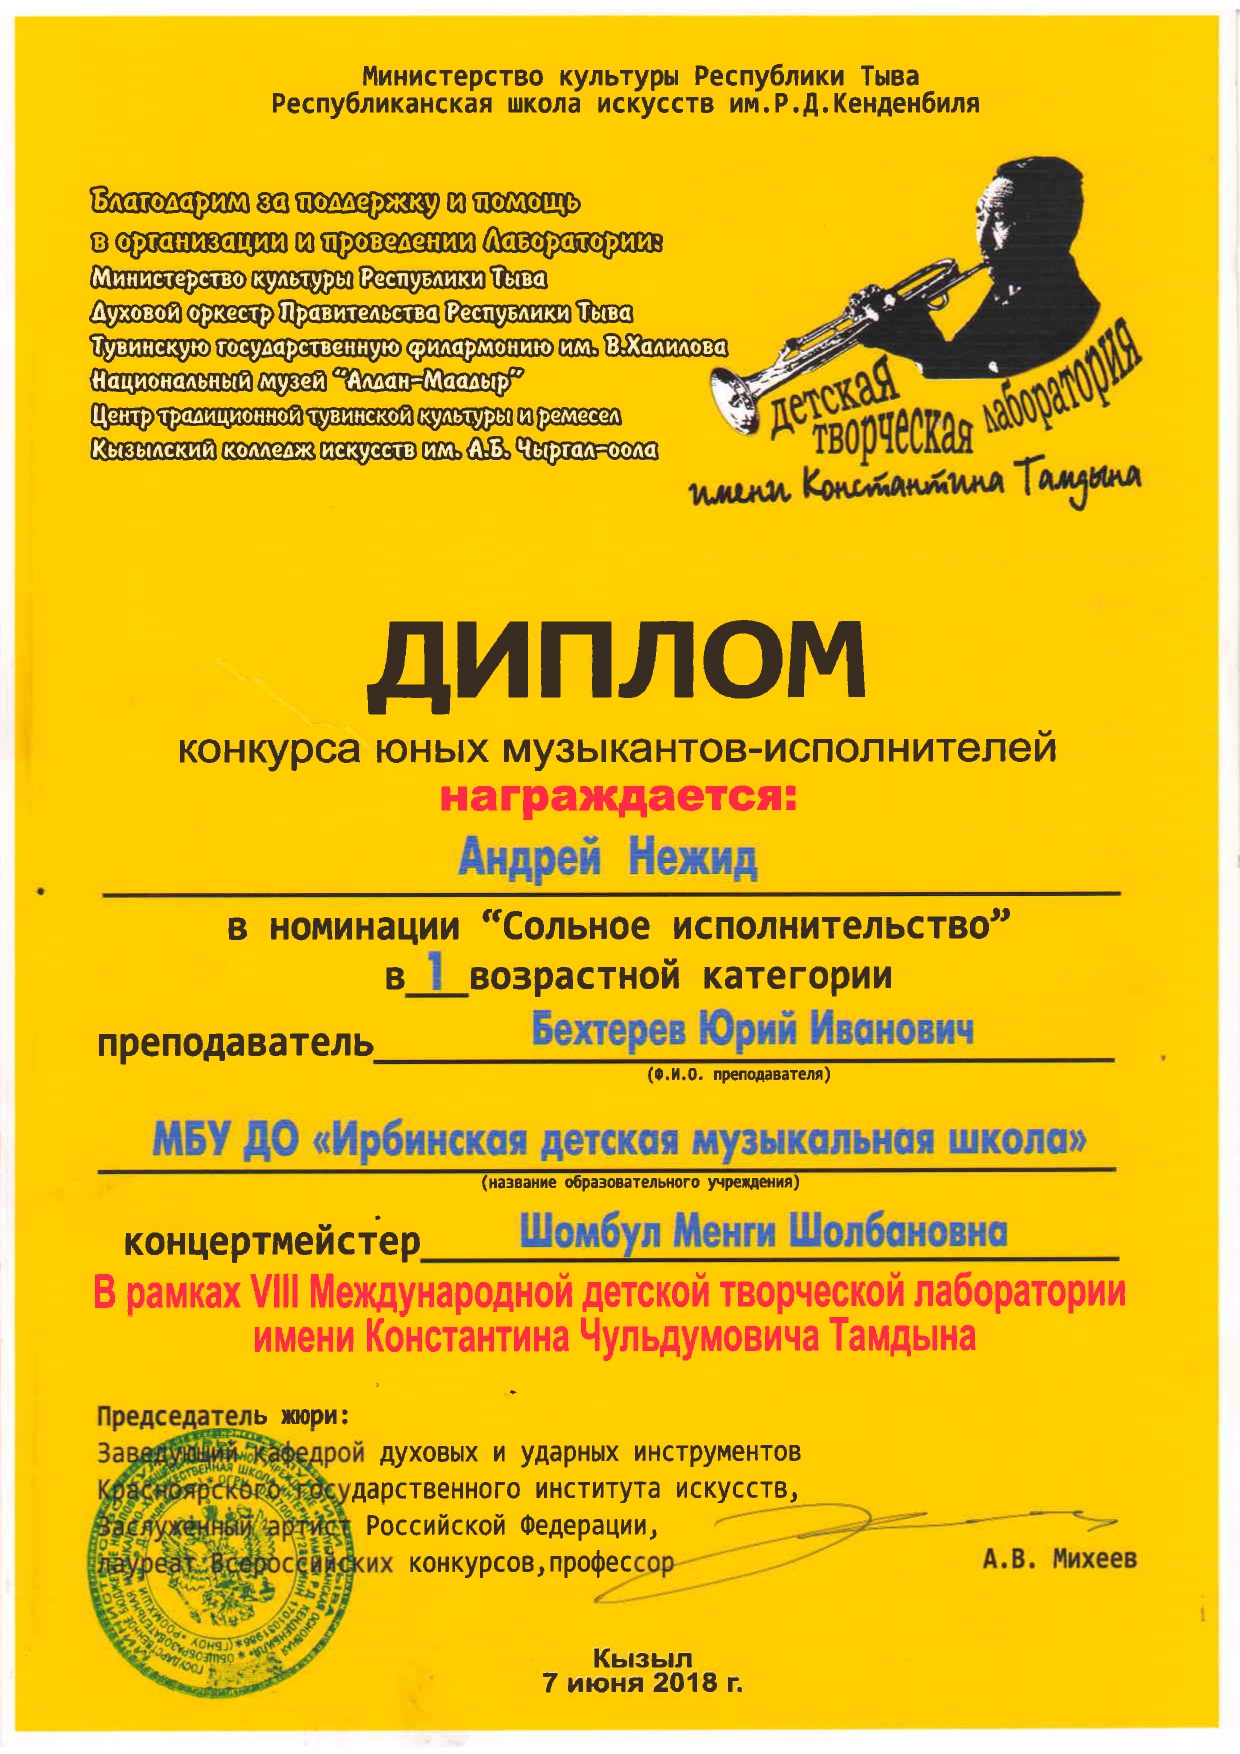 Министерство культуры Республики Тыва
Республиканская школа искусств им.Р.Д.Кенденбиля
Благодарим за поддержку и помощь
в организации и проведении Лаборатории:
Министерство культуры Республики Тыва
Духовой оркестр Правительства Республики Тыва
Тувинскую государственную филармонию им. В.Халилова
Национальный музей “Алдан-Маадыр”
Центр традиционной тувинской культуры и ремесел
Кызылский колледж искусств им. А.Б. Чыргал-оола
детская
творческая лаборатория
имени Константина Тамдына
ДИПЛОМ
конкурса юных музыкантов-исполнителей
награждается:
Андрей Нежид
в номинации “Сольное исполнительство”
в 1 возрастной категории
преподаватель Бехтерев Юрий Иванович
(Ф.И.О. преподавателя)
МБУ ДО «Ирбинская детская музыкальная школа»
(название образовательного учреждения)
концертмейстер Шомбул Менги Шолбановна
В рамках VIII Международной детской творческой лаборатории
имени Константина Чульдумовича Тамдына
Председатель жюри:
Заведующий кафедрой духовых и ударных инструментов
Красноярского государственного института искусств,
Заслуженный артист Российской Федерации,
лауреат Всероссийских конкурсов,профессор
А.В. Михеев
Кызыл
7 июня 2018 г.